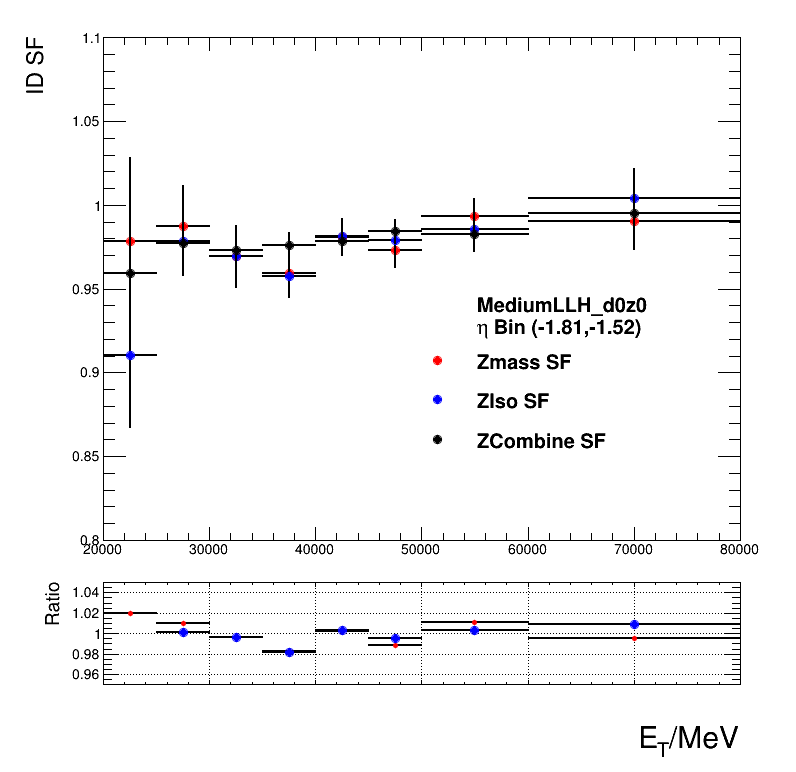 ID SF
1.1
1.05
1
0.95
0.9
0.85
0.8
MediumLLH_d0z0
η Bin (-1.81,-1.52)
Zmass SF
ZIso SF
ZCombine SF
20000 30000 40000 50000 60000 70000 80000
Ratio
1.04
1.02
1
0.98
0.96
E_T/MeV